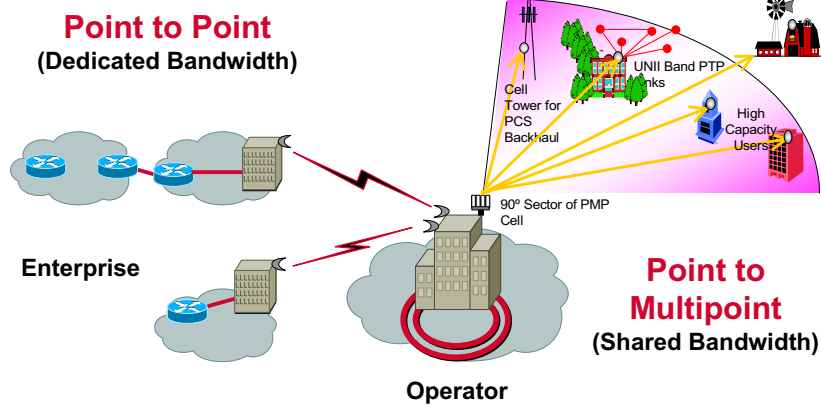 Point to Point
(Dedicated Bandwidth)
UNII Band PTP
inks
Cell
Tower for
PCS
Backhaul
High
Capacity
Users
90º Sector of PMP
Cell
Enterprise
Point to
Multipoint
(Shared Bandwidth)
Operator